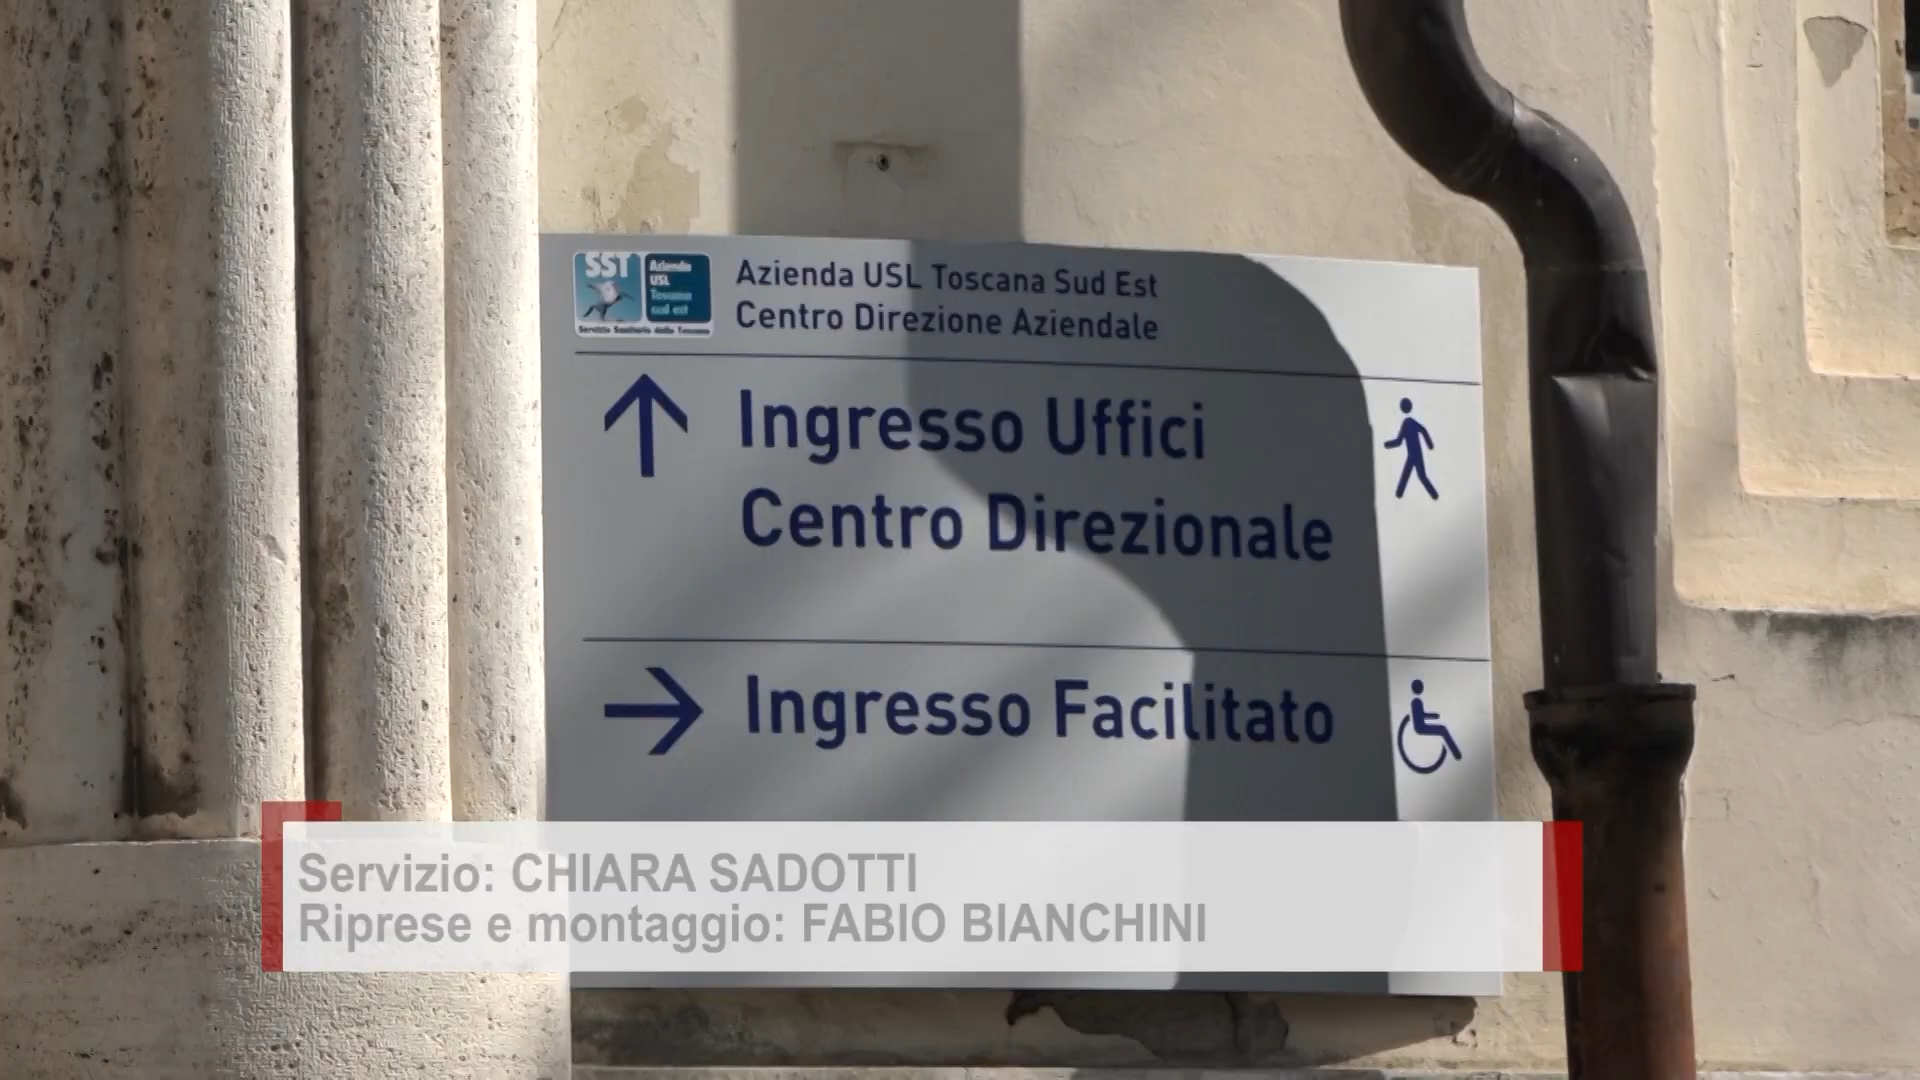 SST
Azienda
USL
Toscana
sud est
Servizio Sanitario della Toscana
Azienda USL Toscana Sud Est
Centro Direzione Aziendale
Ingresso Uffici
Centro Direzionale
Ingresso Facilitato
Servizio: CHIARA SADOTTI
Riprese e montaggio: FABIO BIANCHINI